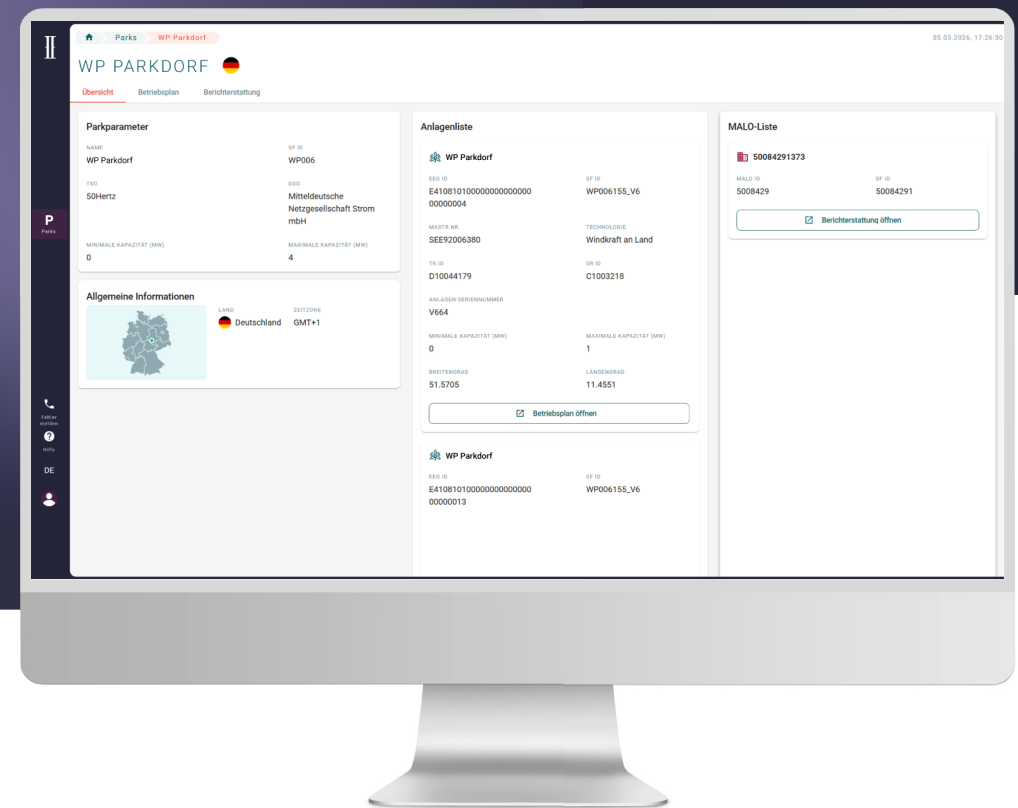 Parks
WP Parkdorf
05.03.2026, 17:26:30
WP PARKDORF
Übersicht
Betriebsplan
Berichterstattung
P
Parks
Fehler
melden
Hilfe
DE
Parkparameter
NAME
SF ID
WP Parkdorf
WP006
TSO
DSO
50Hertz
Mitteldeutsche
Netzgesellschaft Strom
mbH
MINIMALE KAPAZITÄT (MW)
MAXIMALE KAPAZITÄT (MW)
0
4
Allgemeine Informationen
LAND
ZEITZONE
Deutschland
GMT+1
Anlagenliste
WP Parkdorf
EEG ID
SF ID
E410810100000000000000
00000004
WP006155_V6
MASTR NR.
TECHNOLOGIE
SEE92006380
Windkraft an Land
TR ID
SR ID
D10044179
C1003218
ANLAGEN-SERIENNUMMER
V664
MINIMALE KAPAZITÄT (MW)
MAXIMALE KAPAZITÄT (MW)
0
1
BREITENGRAD
LÄNGENGRAD
51.5705
11.4551
Betriebsplan öffnen
WP Parkdorf
EEG ID
SF ID
E410810100000000000000
00000013
WP006155_V6
MALO-Liste
50084291373
MALO ID
SF ID
5008429
50084291
Berichterstattung öffnen